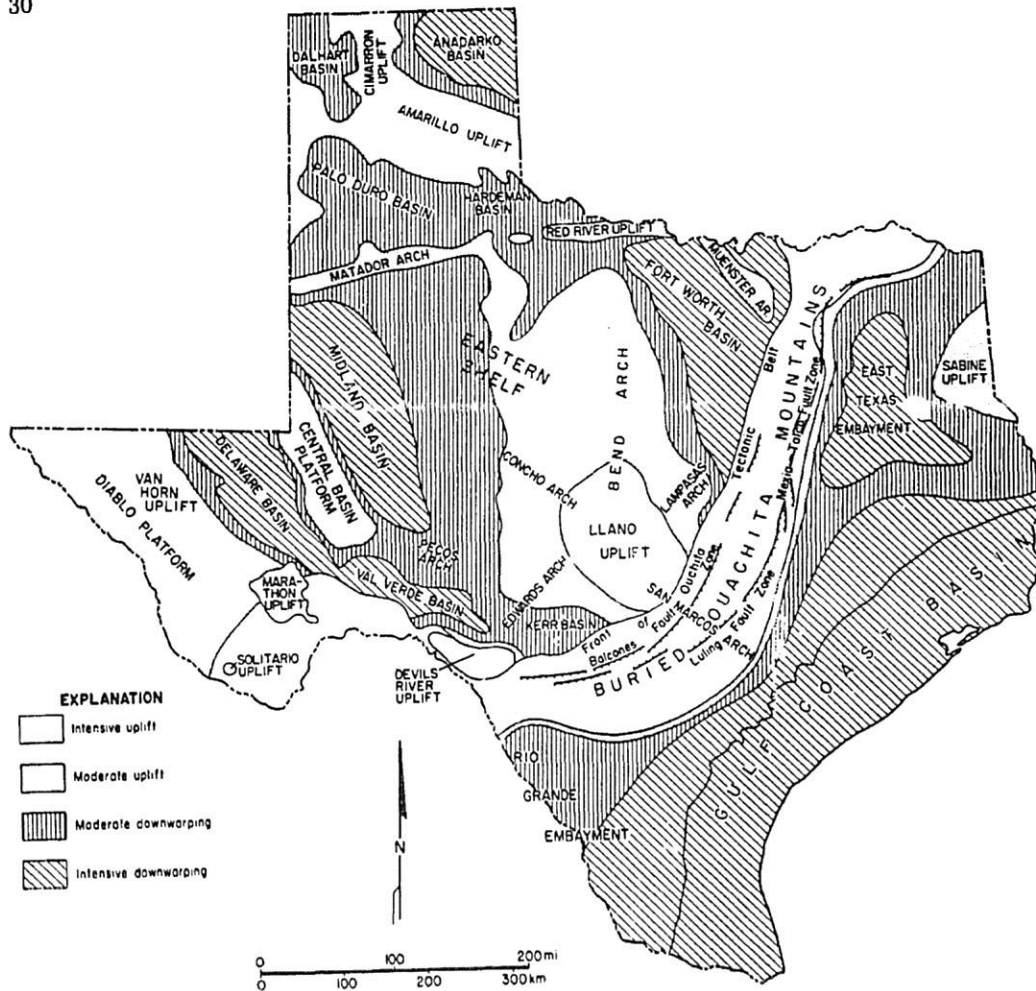 30
DALHART
BASIN
CIMARRON
UPLIFT
ANADARKO
BASIN
AMARILLO UPLIFT
PALO DURO BASIN
HARDEMAN
BASIN
RED RIVER UPLIFT
MATADOR ARCH
MUENSTER AR
FORT WORTH
BASIN
EASTERN
SHELF
MIDLAND BASIN
BEND ARCH
CENTRAL BASIN
PLATFORM
DELAWARE BASIN
VAN
HORN
UPLIFT
DIABLO PLATFORM
CONCHO ARCH
LAMPASAS
ARCH
LLANO
UPLIFT
PECOS
ARCH
EDWARDS ARCH
VAL VERDE BASIN
MARA-
THON
UPLIFT
SOLITARIO
UPLIFT
KERR BASIN
DEVILS
RIVER
UPLIFT
SAN MARCOS
ARCH
Front of Ouchita Tectonic Belt
Balcones Fault Zone
Luling Fault Zone
Mexia-Talco Fault Zone
BURIED OUACHITA MOUNTAINS
EAST
TEXAS
EMBAYMENT
SABINE
UPLIFT
GULF COAST BASIN
RIO
GRANDE
EMBAYMENT
EXPLANATION
Intensive uplift
Moderate uplift
Moderate downwarping
Intensive downwarping
N
0 100 200 mi
0 100 200 300 km